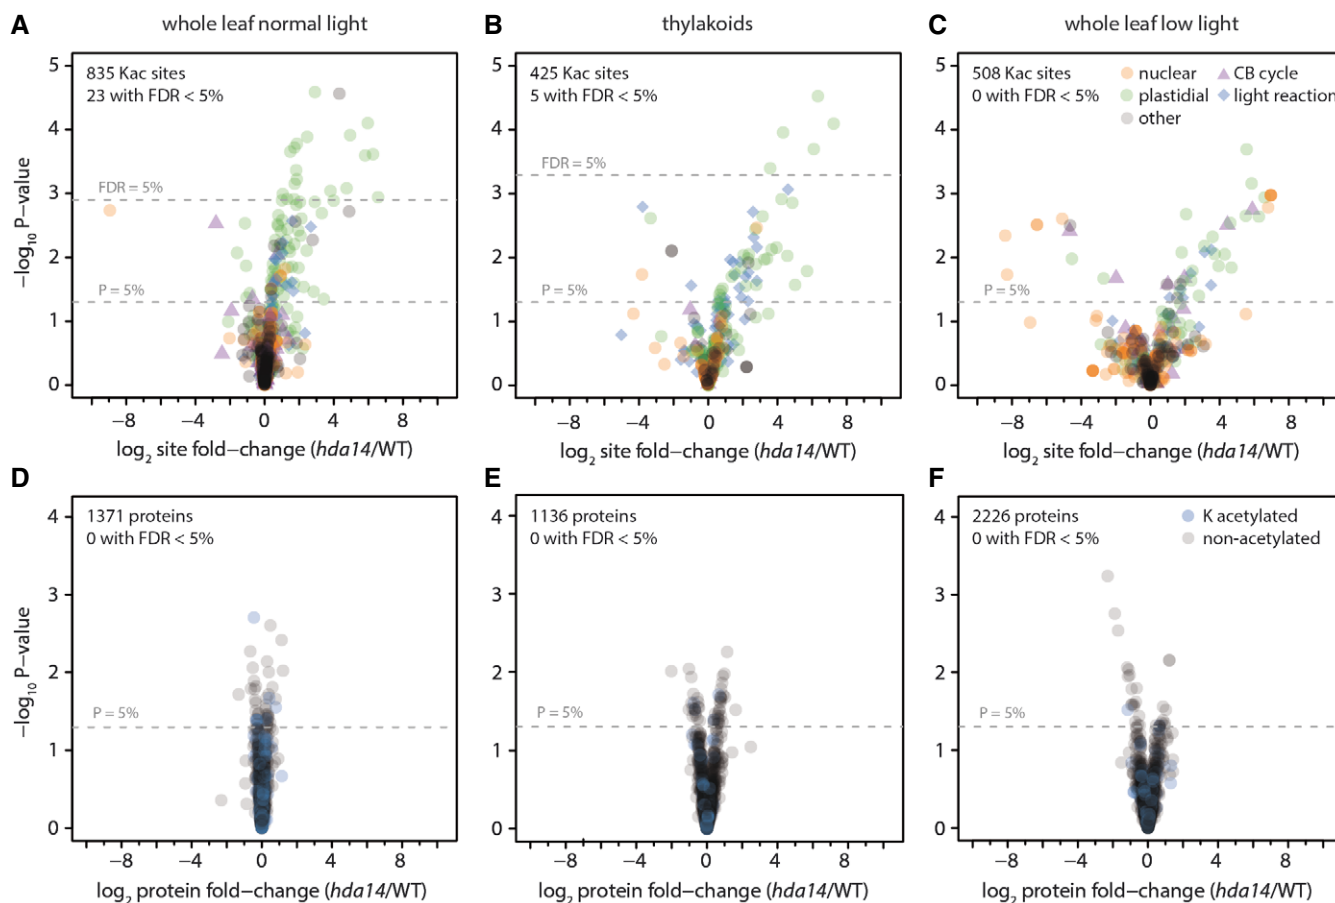 A
whole leaf normal light
835 Kac sites
23 with FDR < 5%
FDR = 5%
P = 5%
5
4
3
2
1
0
−log10 P−value
−8
−4
0
4
8
log2 site fold−change (hda14/WT)
B
thylakoids
425 Kac sites
5 with FDR < 5%
FDR = 5%
P = 5%
5
4
3
2
1
0
−8
−4
0
4
8
log2 site fold−change (hda14/WT)
C
whole leaf low light
508 Kac sites
0 with FDR < 5%
nuclear
plastidial
other
CB cycle
light reaction
P = 5%
5
4
3
2
1
0
−8
−4
0
4
8
log2 site fold−change (hda14/WT)
D
1371 proteins
0 with FDR < 5%
P = 5%
4
3
2
1
0
−log10 P−value
−8
−4
0
4
8
log2 protein fold−change (hda14/WT)
E
1136 proteins
0 with FDR < 5%
P = 5%
4
3
2
1
0
−8
−4
0
4
8
log2 protein fold−change (hda14/WT)
F
2226 proteins
0 with FDR < 5%
K acetylated
non−acetylated
P = 5%
4
3
2
1
0
−8
−4
0
4
8
log2 protein fold−change (hda14/WT)